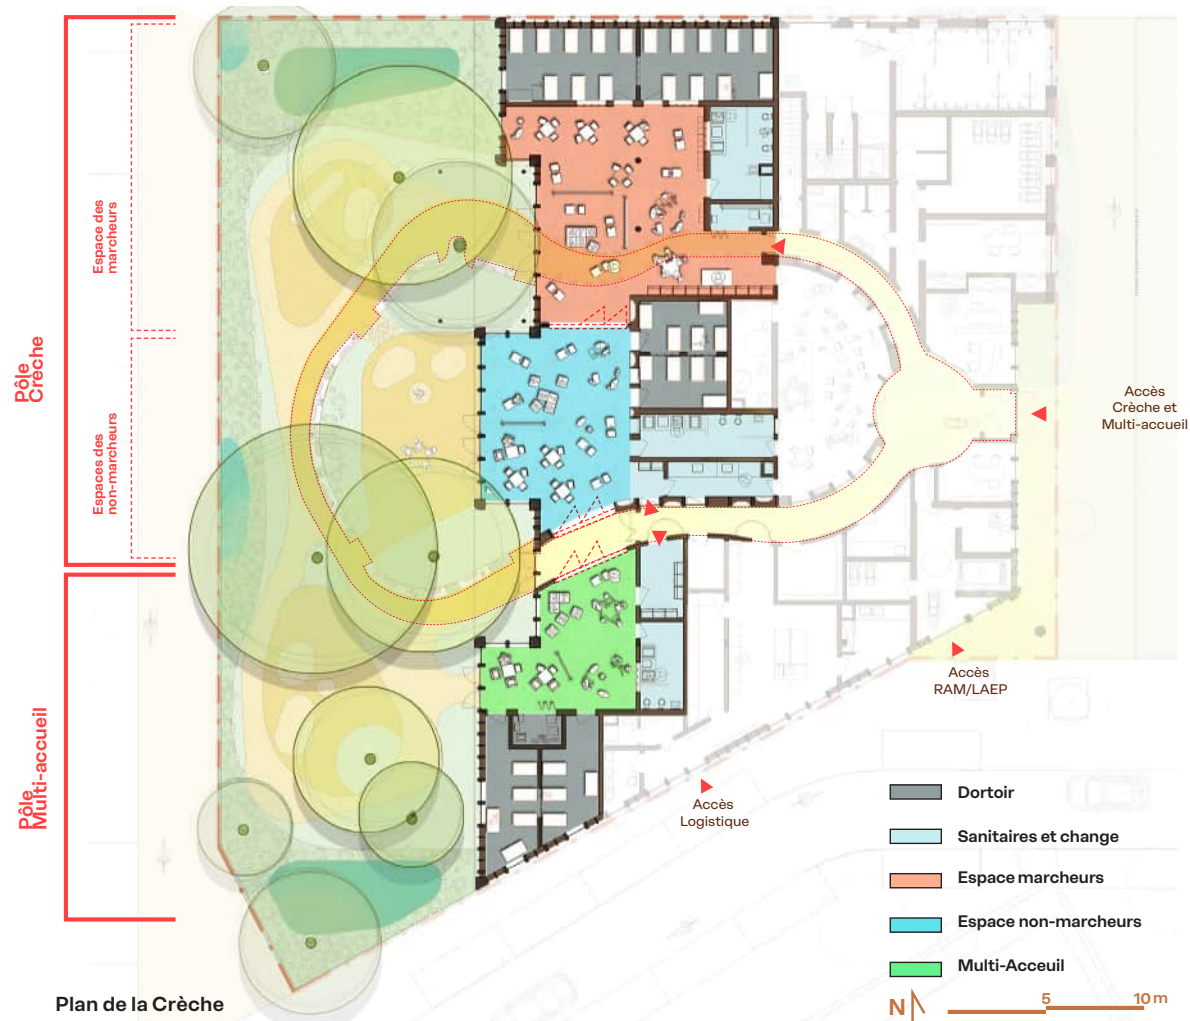 Pôle
Crèche
Espace des
marcheurs
Espaces des
non-marcheurs
Pôle
Multi-accueil
Accès
Crèche et
Multi-accueil
Accès
RAM/LAEP
Accès
Logistique
Dortoir
Sanitaires et change
Espace marcheurs
Espace non-marcheurs
Multi-Acceuil
Plan de la Crèche
N
5
10 m